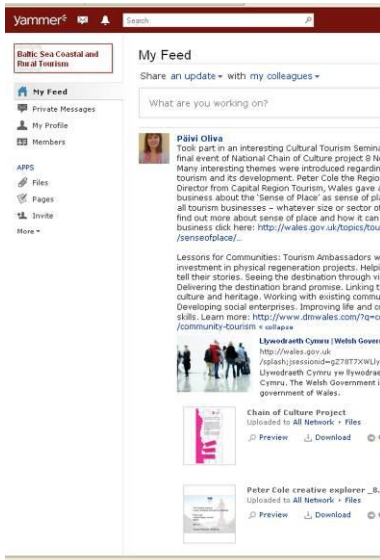 yammer
Search
Baltic Sea Coastal and
Rural Tourism
My Feed
Private Messages
My Profile
Members
APPS
Files
Pages
Invite
More
My Feed
Share an update with my colleagues
What are you working on?
Päivi Oliva
Took part in an interesting Cultural Tourism Semina
final event of National Chain of Culture project 8 N
Many interesting themes were introduced regardin
tourism and its development. Peter Cole the Regio
Director from Capital Region Tourism, Wales gave a
business about the 'Sense of Place' as sense of pl
all tourism businesses – whatever size or sector of
find out more about sense of place and how it can
business click here: http://wales.gov.uk/topics/tou
/senseofplace/..
Lessons for Communities: Tourism Ambassadors w
investment in physical regeneration projects. Helpi
tell their stories. Seeing the destination through vi
Delivering the destination brand promise. Linking t
culture and heritage. Working with existing commu
Developing social enterprises. Improving life and c
skills. Learn more: http://www.dmwales.com/?q=c
/community-tourism « collapse
Llywodraeth Cymru | Welsh Gover
http://wales.gov.uk
/splash;jsessionid=gZ78T7XWLly
Llywodraeth Cymru yw llywodrae
Cymru. The Welsh Government i
government of Wales.
Chain of Culture Project
Uploaded to All Network › Files
Preview Download
Peter Cole creative explorer _8.
Uploaded to All Network › Files
Preview Download